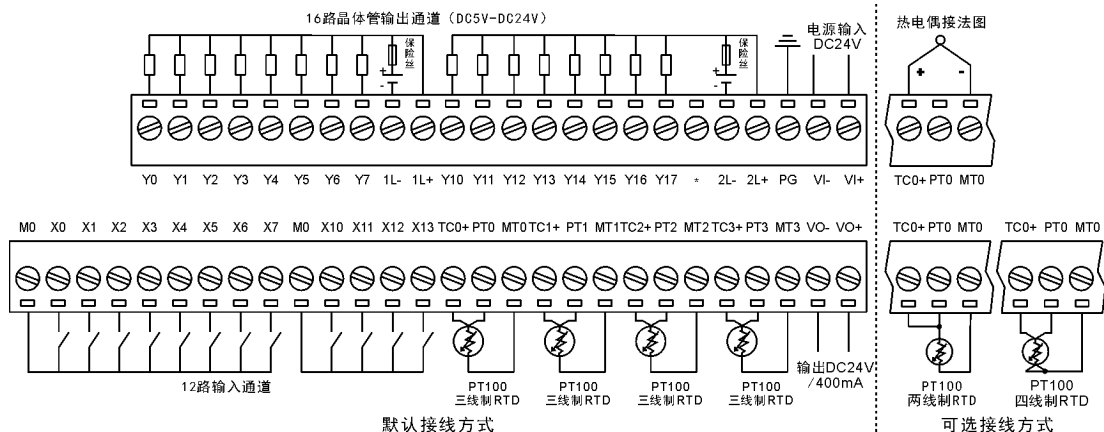 16路晶体管输出通道（DC5V-DC24V）
保险丝
保险丝
电源输入
DC24V
热电偶接法图
+ -
+ -
+ -
Y0 Y1 Y2 Y3 Y4 Y5 Y6 Y7 1L- 1L+ Y10 Y11 Y12 Y13 Y14 Y15 Y16 Y17 * 2L- 2L+ PG VI- VI+
TC0+ PT0 MT0
M0 X0 X1 X2 X3 X4 X5 X6 X7 M0 X10 X11 X12 X13 TC0+ PT0 MT0 TC1+ PT1 MT1 TC2+ PT2 MT2 TC3+ PT3 MT3 VO- VO+
TC0+ PT0 MT0
TC0+ PT0 MT0
12路输入通道
PT100
三线制RTD
PT100
三线制RTD
PT100
三线制RTD
PT100
三线制RTD
输出DC24V
/400mA
PT100
两线制RTD
PT100
四线制RTD
默认接线方式
可选接线方式